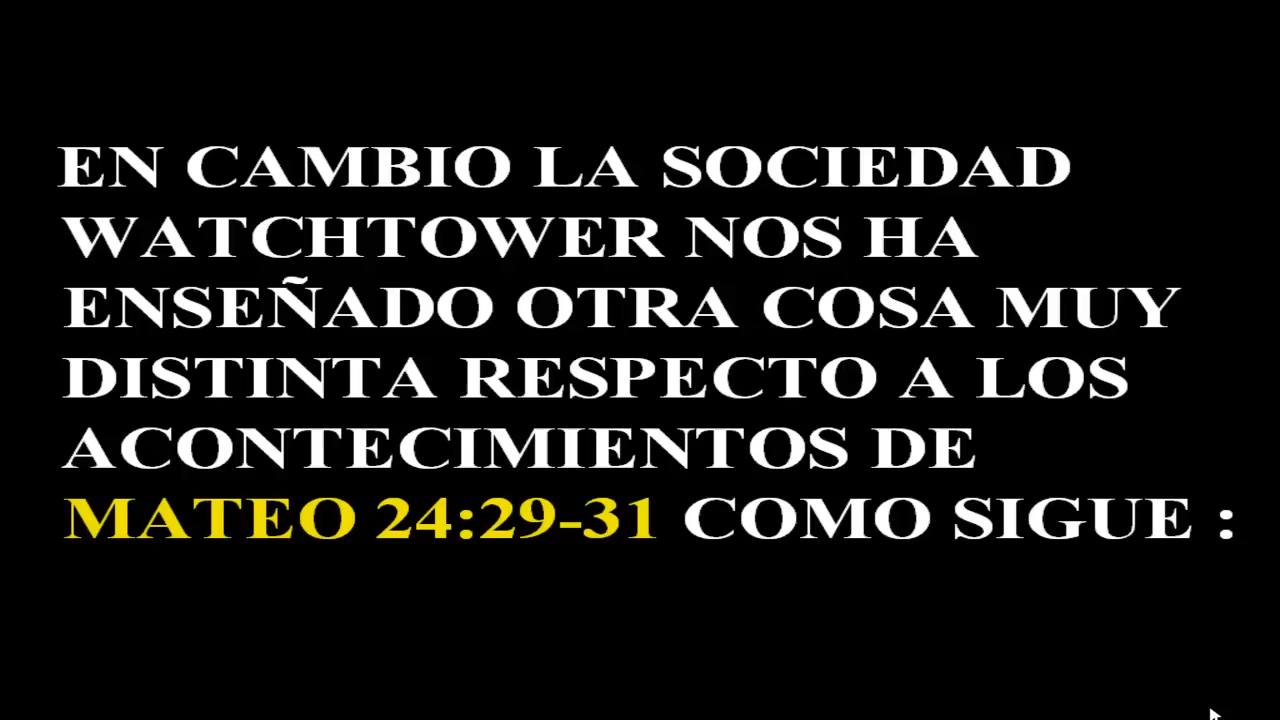 EN CAMBIO LA SOCIEDAD
WATCHTOWER NOS HA
ENSEÑADO OTRA COSA MUY
DISTINTA RESPECTO A LOS
ACONTECIMIENTOS DE
MATEO 24:29-31 COMO SIGUE :